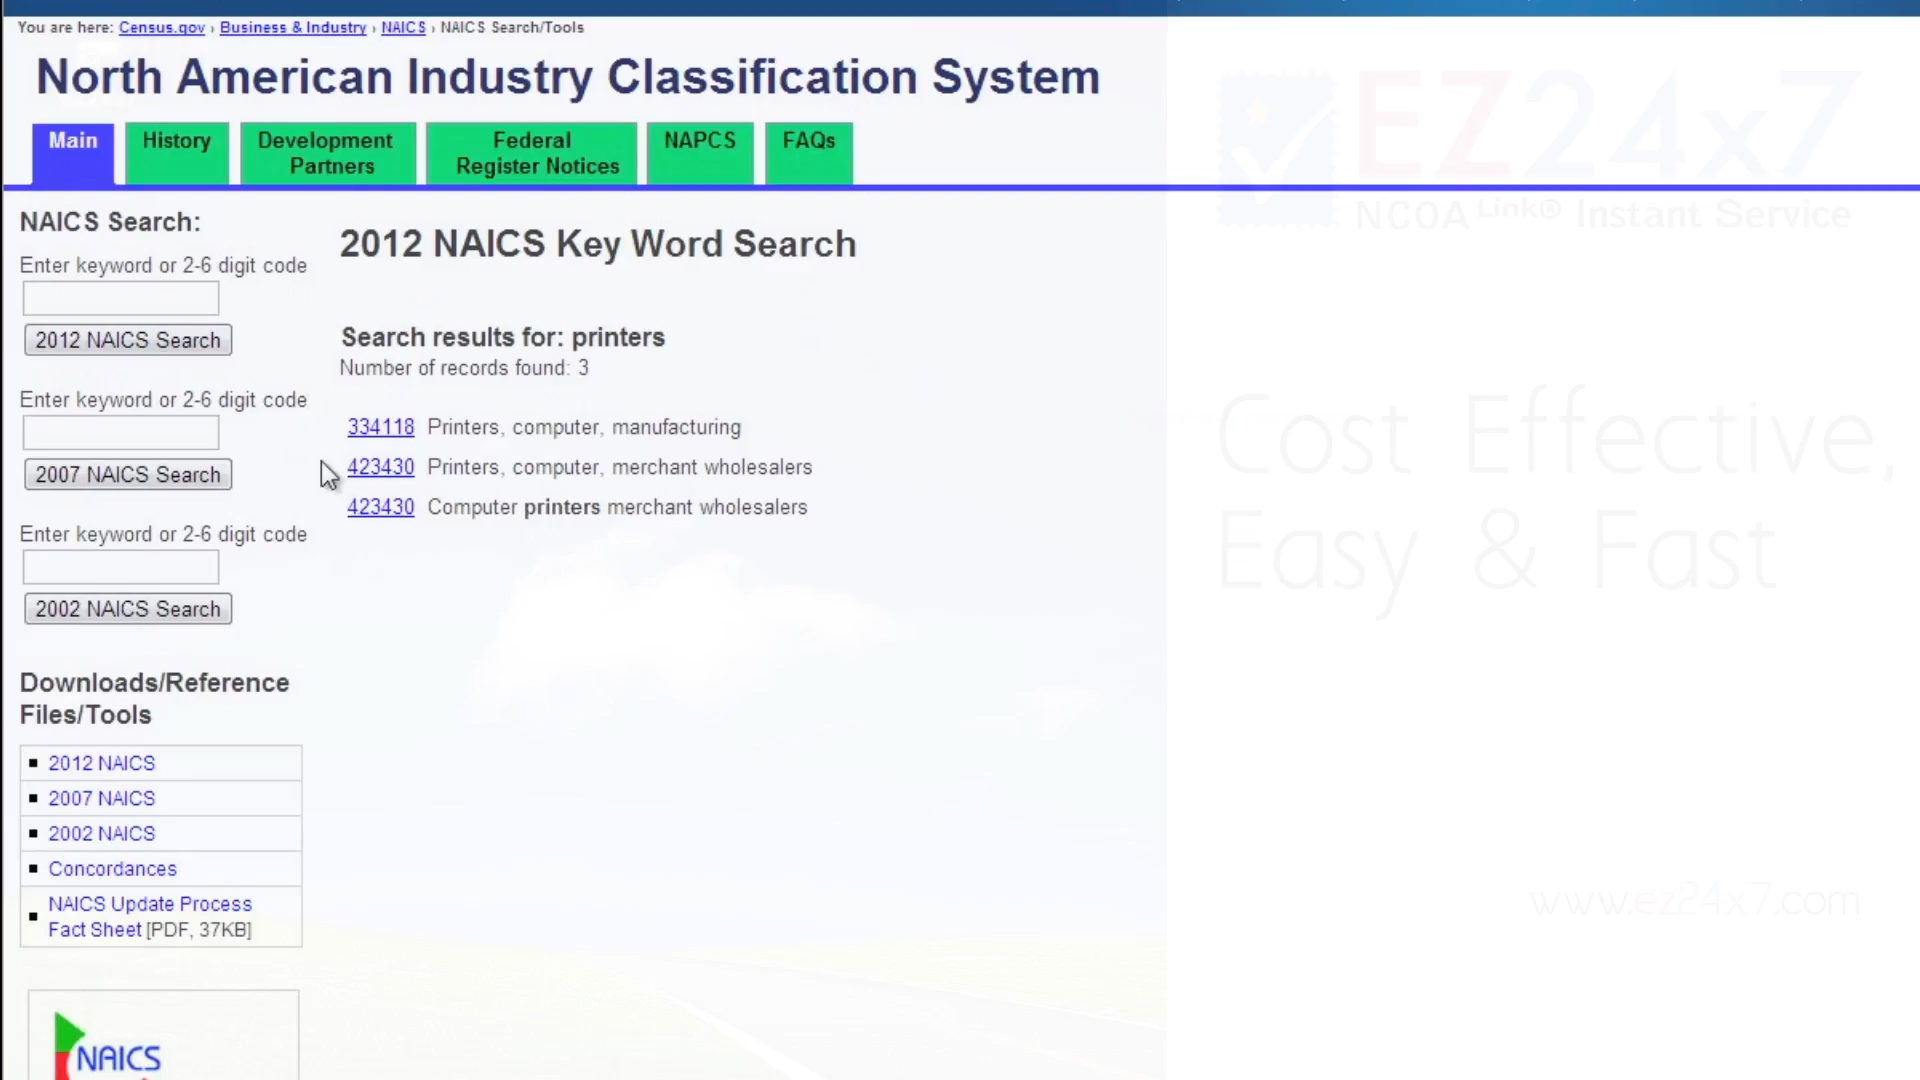 You are here: Census.gov › Business & Industry › NAICS › NAICS Search/Tools
North American Industry Classification System
Main
History
Development
Partners
Federal
Register Notices
NAPCS
FAQs
EZ24x7
NCOA Link® Instant Service
NAICS Search:
Enter keyword or 2-6 digit code
2012 NAICS Search
Enter keyword or 2-6 digit code
2007 NAICS Search
Enter keyword or 2-6 digit code
2002 NAICS Search
Downloads/Reference
Files/Tools
2012 NAICS
2007 NAICS
2002 NAICS
Concordances
NAICS Update Process
Fact Sheet [PDF, 37KB]
NAICS
2012 NAICS Key Word Search
Search results for: printers
Number of records found: 3
334118 Printers, computer, manufacturing
423430 Printers, computer, merchant wholesalers
423430 Computer printers merchant wholesalers
Cost Effective,
Easy & Fast
www.ez24x7.com